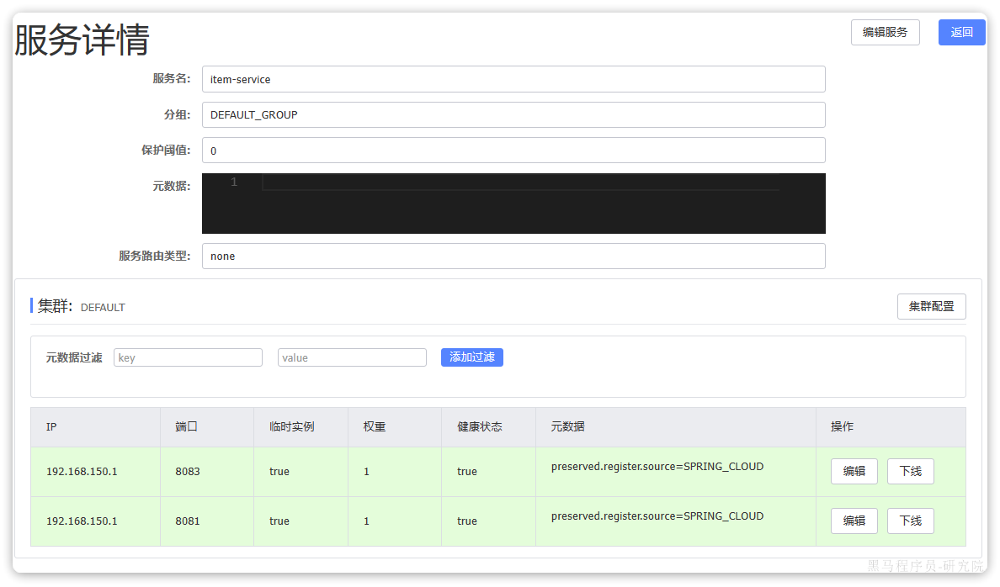 服务详情
编辑服务 返回
服务名: item-service
分组: DEFAULT_GROUP
保护阈值: 0
元数据: 1
服务路由类型: none
集群: DEFAULT 集群配置
元数据过滤 key value 添加过滤
IP 端口 临时实例 权重 健康状态 元数据 操作
192.168.150.1 8083 true 1 true preserved.register.source=SPRING_CLOUD 编辑 下线
192.168.150.1 8081 true 1 true preserved.register.source=SPRING_CLOUD 编辑 下线
黑马程序员-研究院